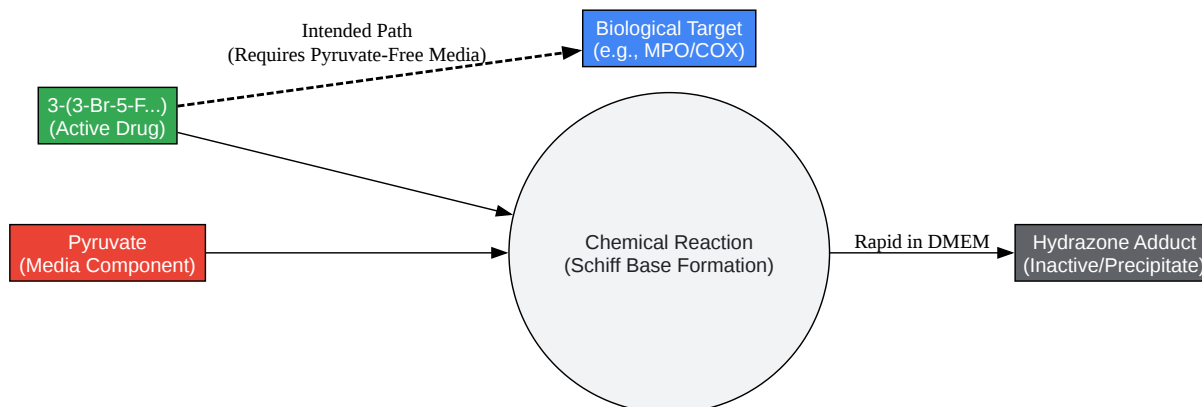 Intended Path
(Requires Pyruvate-Free Media)
Biological Target
(e.g., MPO/COX)
3-(3-Br-5-F...)
(Active Drug)
Pyruvate
(Media Component)
Chemical Reaction
(Schiff Base Formation)
Rapid in DMEM
Hydrazone Adduct
(Inactive/Precipitate)